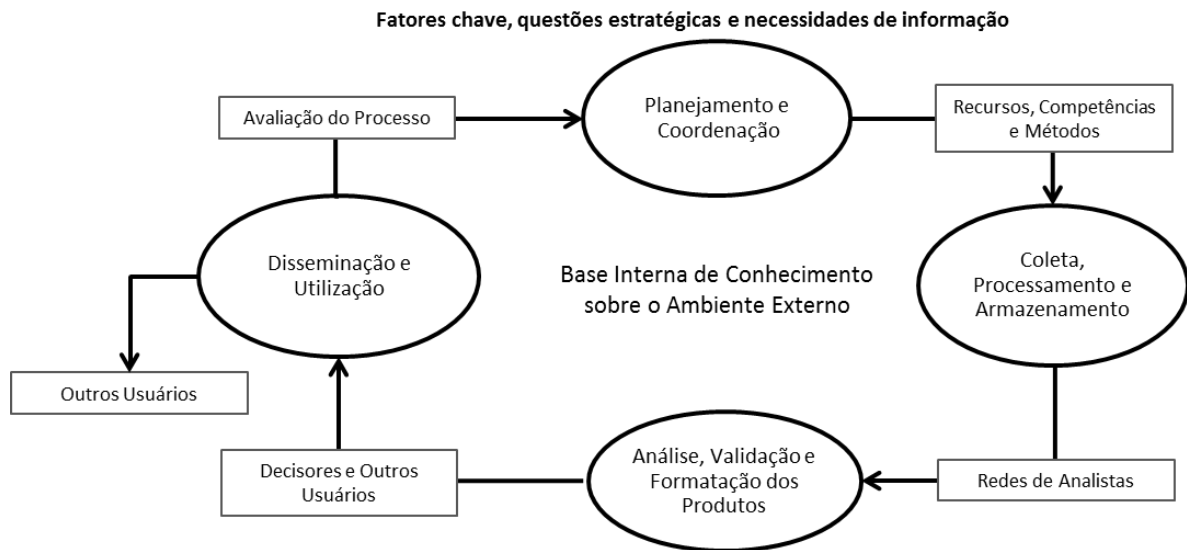 Fatores chave, questões estratégicas e necessidades de informação
Avaliação do Processo
Planejamento e
Coordenação
Recursos, Competências
e Métodos
Disseminação e
Utilização
Base Interna de Conhecimento
sobre o Ambiente Externo
Coleta,
Processamento e
Armazenamento
Outros Usuários
Decisores e Outros
Usuários
Análise, Validação e
Formatação dos
Produtos
Redes de Analistas